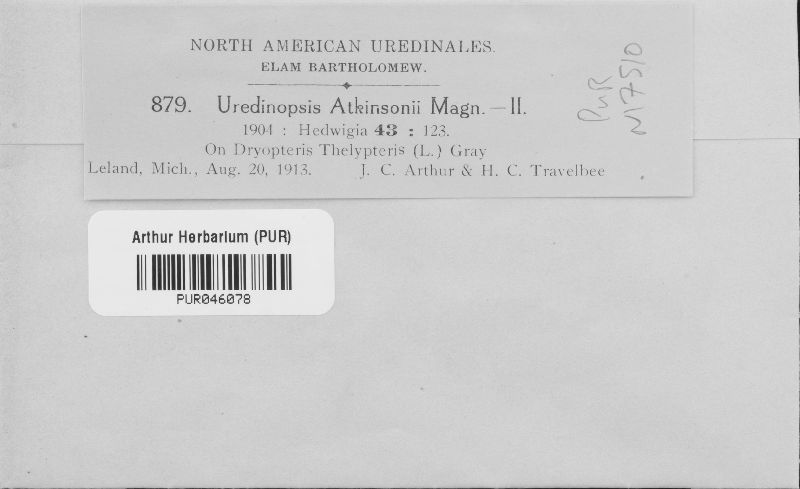 NORTH AMERICAN UREDINALES.
ELAM BARTHOLOMEW.
879. Uredinopsis Atkinsonii Magn. — II.
1904 : Hedwigia 43 : 123.
On Dryopteris Thelypteris (L.) Gray
Leland, Mich., Aug. 20, 1913. J. C. Arthur & H. C. Travelbee
PUR
N17510
Arthur Herbarium (PUR)
PUR046078